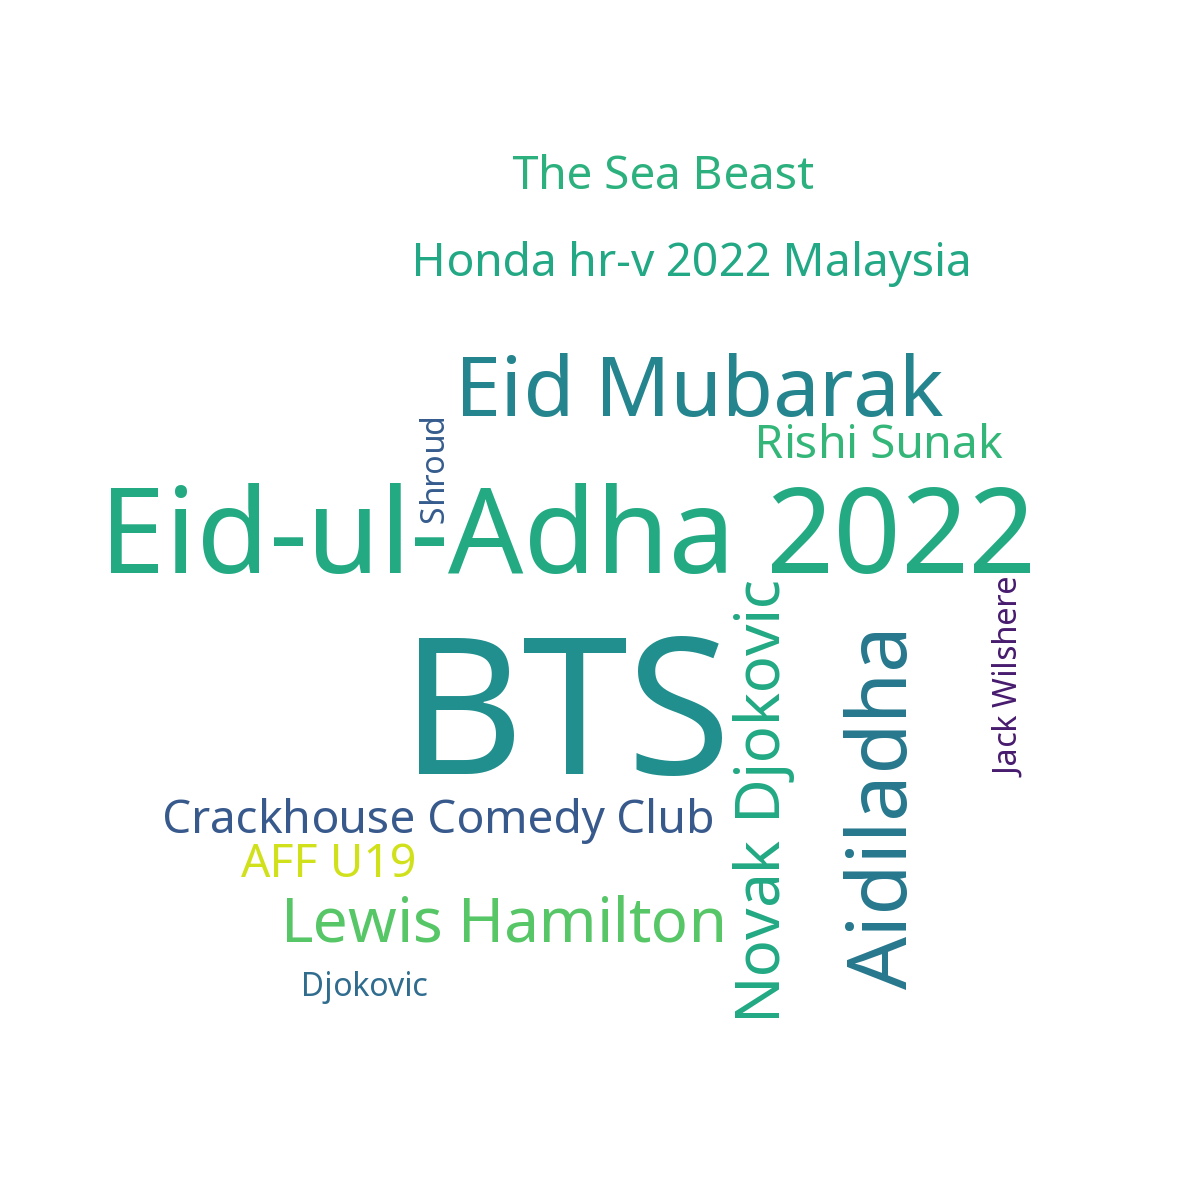 The Sea Beast
Honda hr-v 2022 Malaysia
Eid Mubarak
Shroud
Rishi Sunak
Eid-ul-Adha 2022
BTS
Novak Djokovic
Aidiladha
Jack Wilshere
Crackhouse Comedy Club
AFF U19
Lewis Hamilton
Djokovic